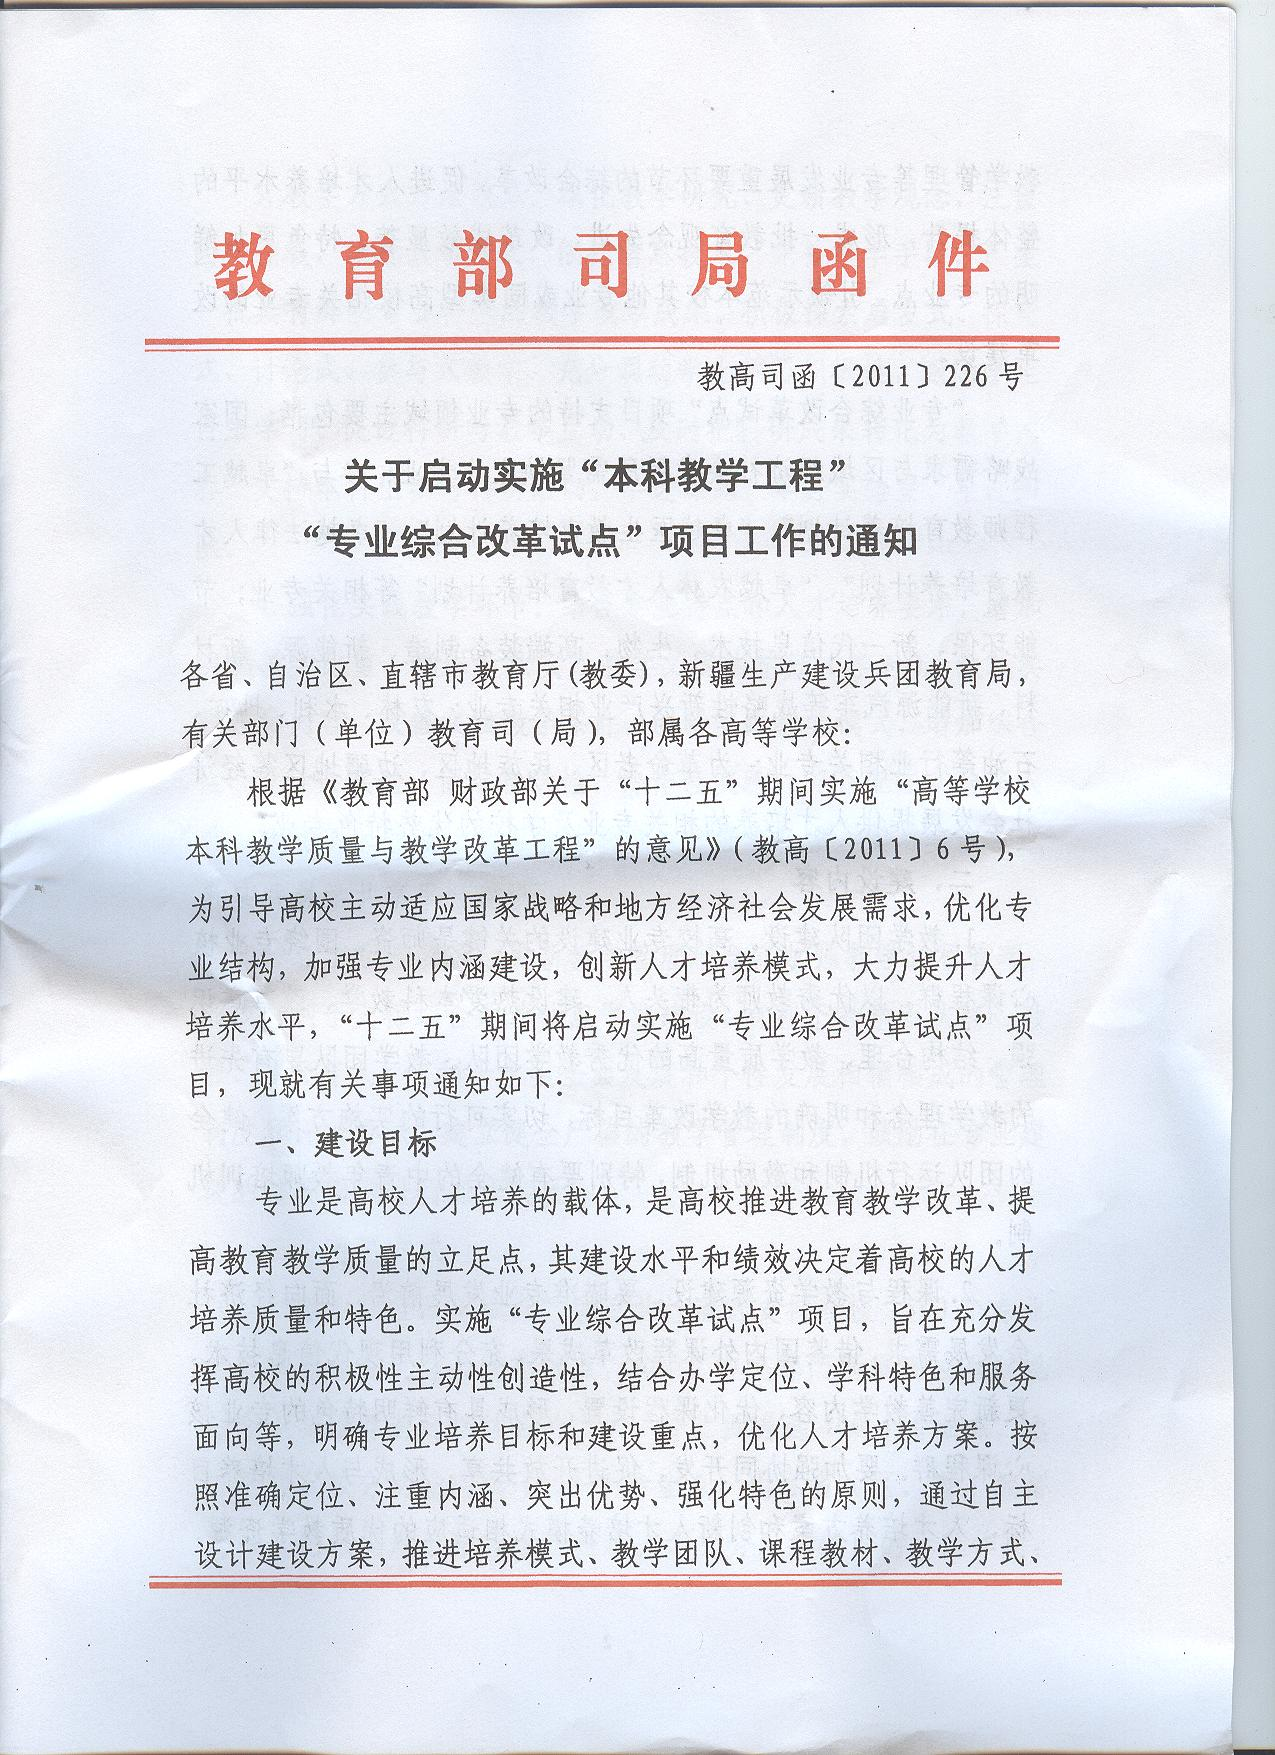 教育部司局函件
教高司函〔2011〕226号
关于启动实施“本科教学工程”
“专业综合改革试点”项目工作的通知
各省、自治区、直辖市教育厅(教委)，新疆生产建设兵团教育局，
有关部门（单位）教育司（局），部属各高等学校：
根据《教育部 财政部关于“十二五”期间实施“高等学校
本科教学质量与教学改革工程”的意见》（教高〔2011〕6号），
为引导高校主动适应国家战略和地方经济社会发展需求，优化专
业结构，加强专业内涵建设，创新人才培养模式，大力提升人才
培养水平，“十二五”期间将启动实施“专业综合改革试点”项
目，现就有关事项通知如下：
一、建设目标
专业是高校人才培养的载体，是高校推进教育教学改革、提
高教育教学质量的立足点，其建设水平和绩效决定着高校的人才
培养质量和特色。实施“专业综合改革试点”项目，旨在充分发
挥高校的积极性主动性创造性，结合办学定位、学科特色和服务
面向等，明确专业培养目标和建设重点，优化人才培养方案。按
照准确定位、注重内涵、突出优势、强化特色的原则，通过自主
设计建设方案，推进培养模式、教学团队、课程教材、教学方式、